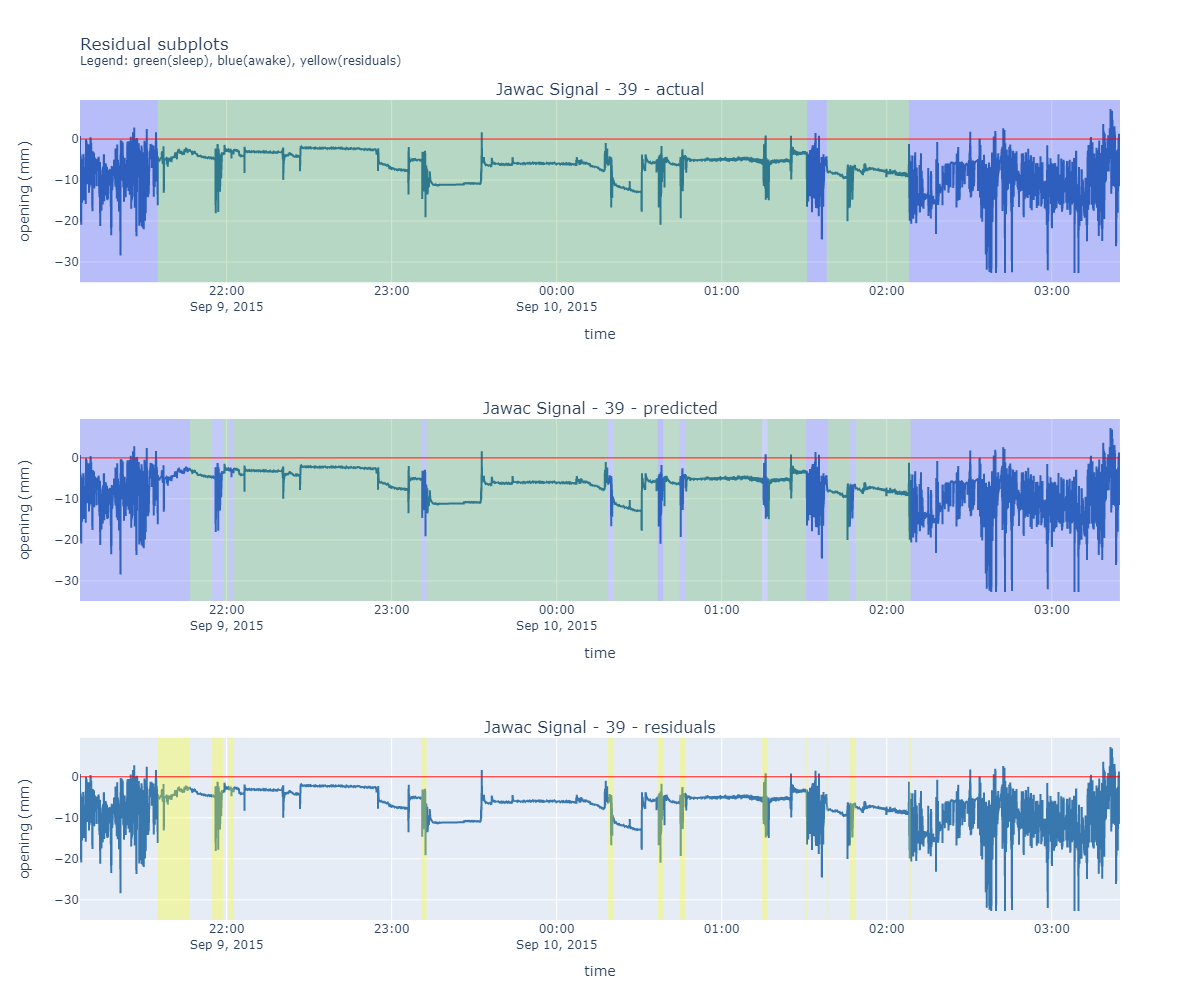 Residual subplots
Legend: green(sleep), blue(awake), yellow(residuals)
Jawac Signal - 39 - actual
opening (mm)
0
−10
−20
−30
22:00 23:00 00:00 01:00 02:00 03:00
Sep 9, 2015 Sep 10, 2015
time
Jawac Signal - 39 - predicted
opening (mm)
0
−10
−20
−30
22:00 23:00 00:00 01:00 02:00 03:00
Sep 9, 2015 Sep 10, 2015
time
Jawac Signal - 39 - residuals
opening (mm)
0
−10
−20
−30
22:00 23:00 00:00 01:00 02:00 03:00
Sep 9, 2015 Sep 10, 2015
time